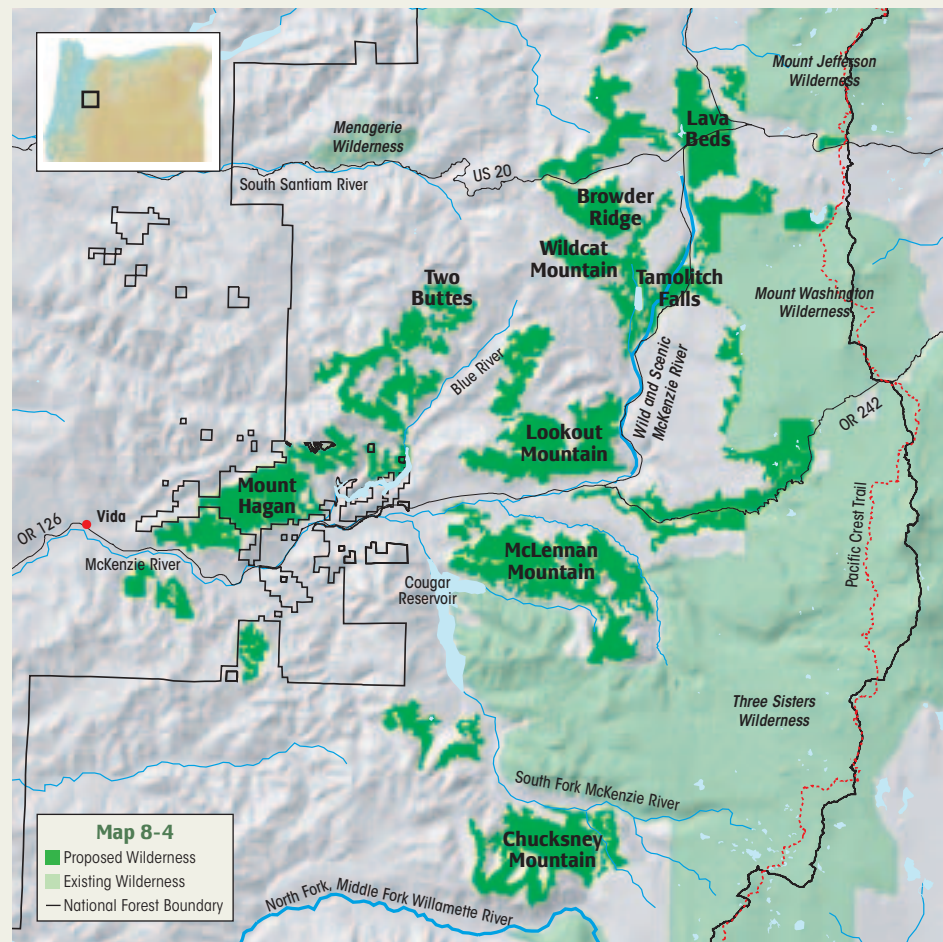 Mount Jefferson
Wilderness
Lava
Beds
Menagerie
Wilderness
US 20
South Santiam River
Browder
Ridge
Wildcat
Mountain
Two
Buttes
Tamolitch
Falls
Mount Washington
Wilderness
Blue River
Wild and Scenic
McKenzie River
OR 242
Lookout
Mountain
Mount
Hagan
Pacific Crest Trail
OR 126
Vida
McKenzie River
McLennan
Mountain
Cougar
Reservoir
Three Sisters
Wilderness
South Fork McKenzie River
Chucksney
Mountain
North Fork, Middle Fork Willamette River
Map 8-4
Proposed Wilderness
Existing Wilderness
National Forest Boundary